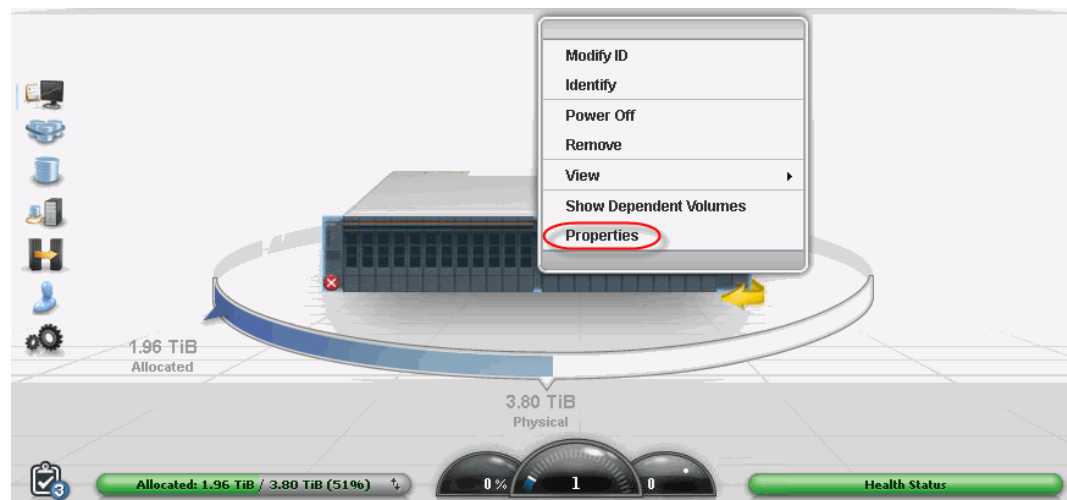 Modify ID
Identify
Power Off
Remove
View
Show Dependent Volumes
Properties
1.96 TiB
Allocated
3.80 TiB
Physical
3
Allocated: 1.96 TiB / 3.80 TiB (51%)
0 %
1
0
Health Status